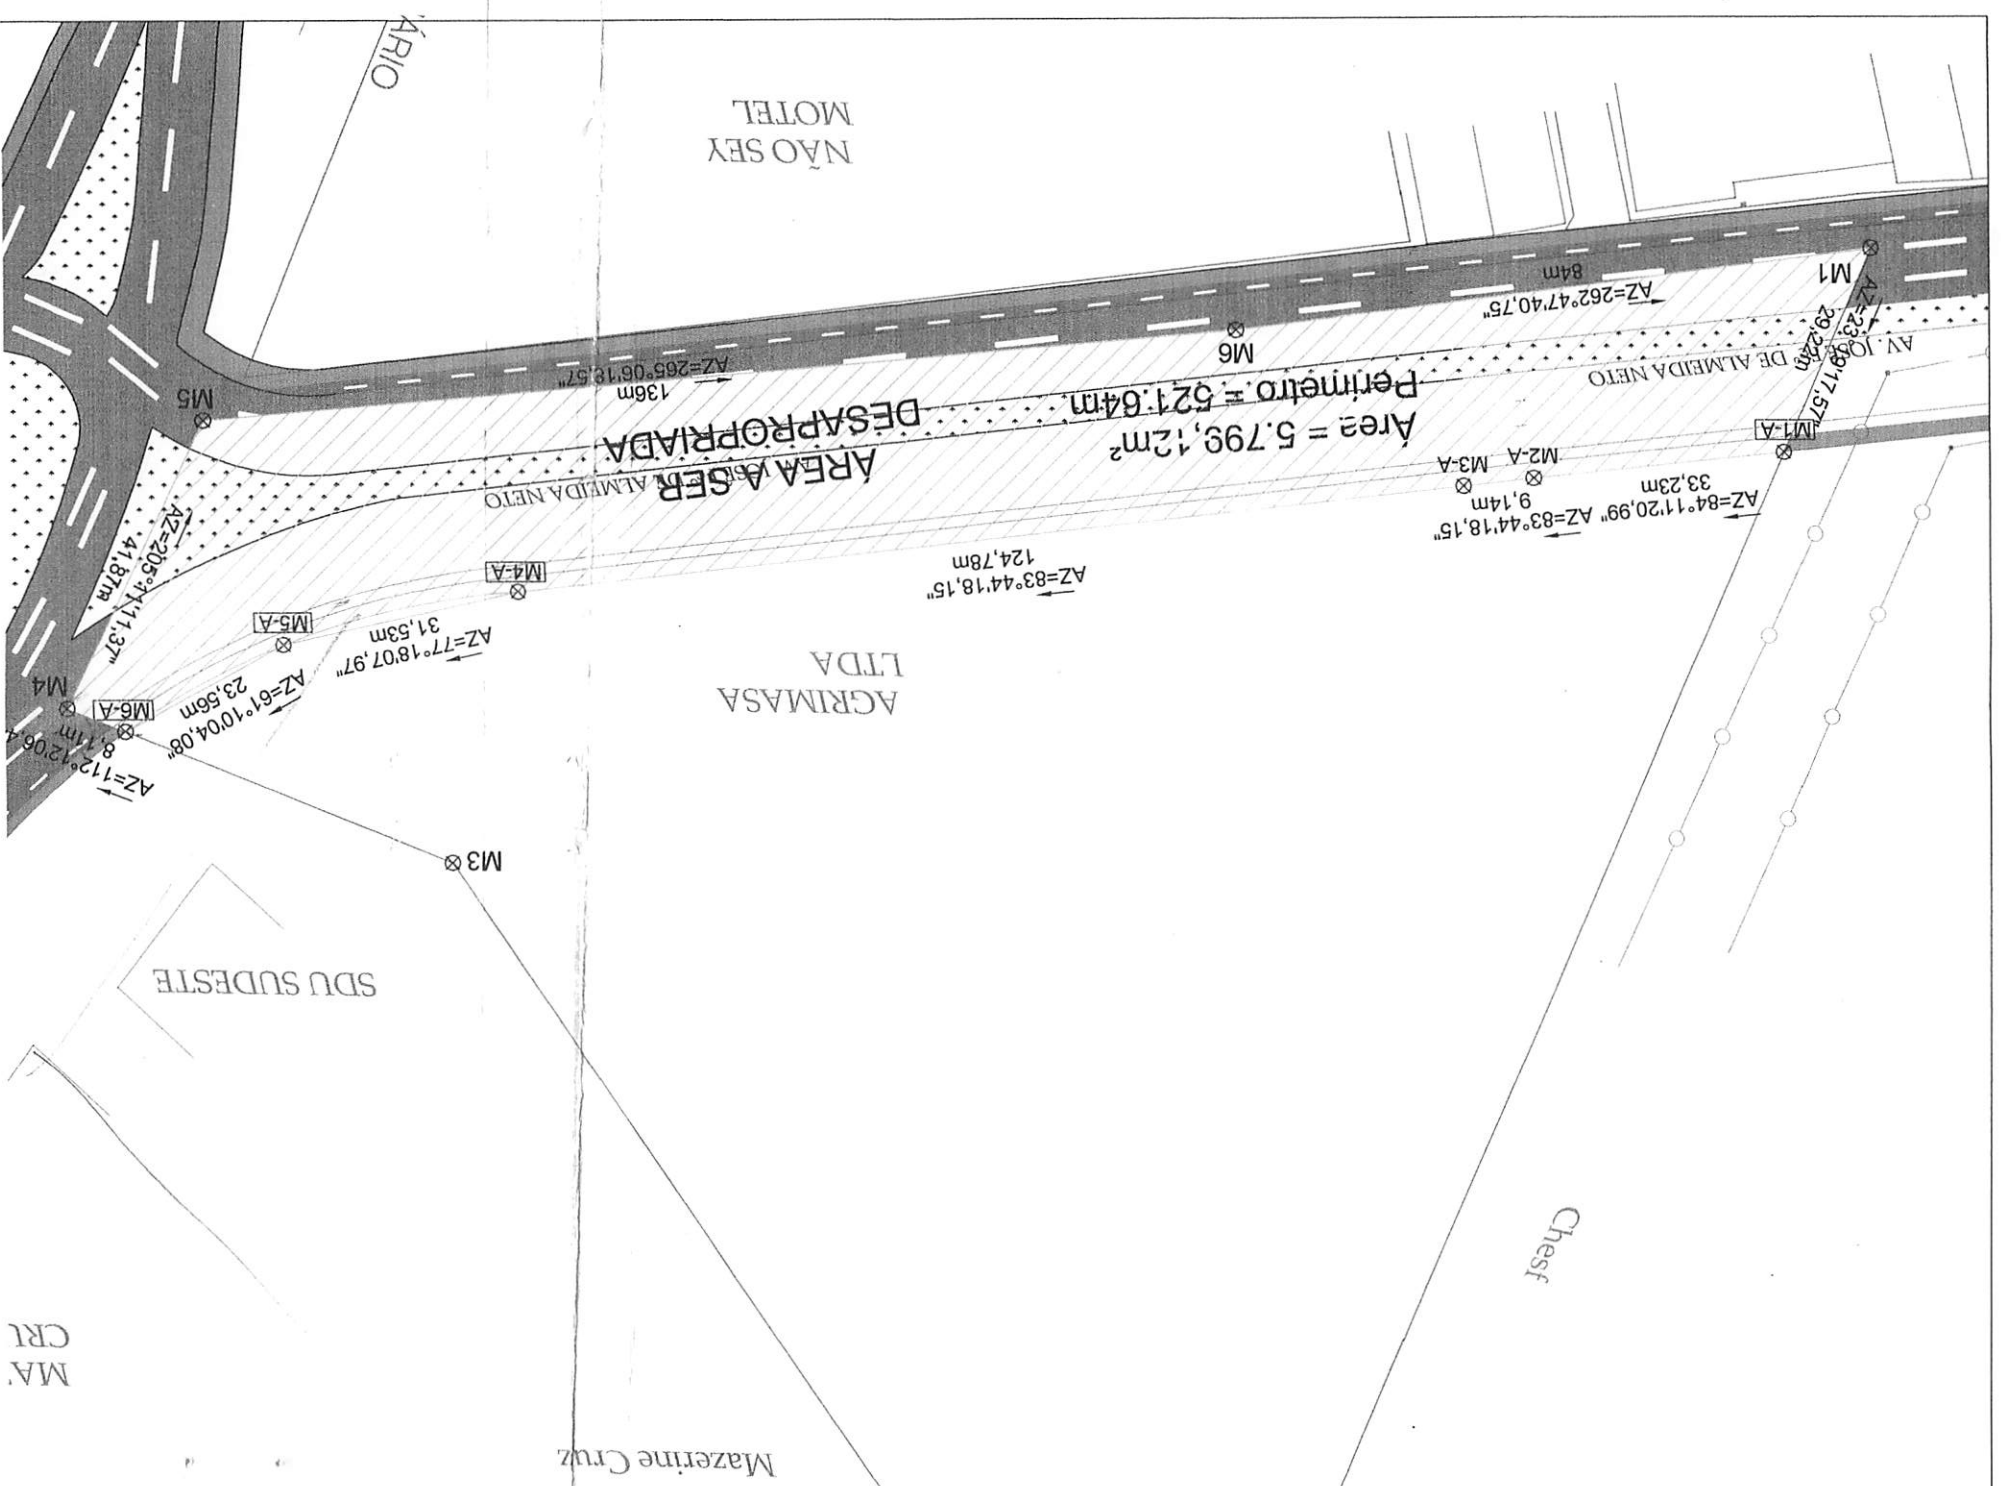 Mazerine Cruz
Chesf
SDU SUDESTE
M3
AGRIMASA
LTDA
AZ=83°44'18,15"
124,78m
AZ=84°11'20,99"
33,23m
AZ=83°44'18,15"
9,14m
AZ=77°18'07,97"
31,53m
AZ=61°10'04,08"
23,56m
8,11m
M1-A
M2-A
M3-A
M4-A
M5-A
M6-A
M4
AZ=205°11'11,37"
41,87m
29,22m
AV. JOSÉ DE ALMEIDA NETO
ALMEIDA NETO
ÁREA A SER
DESAPROPRIADA
Área = 5.799,12m²
Perímetro = 521.64m
M1
M5
M6
AZ=262°47'40,75"
84m
136m
AZ=265°06'18,57"
NÃO SEY
MOTEL